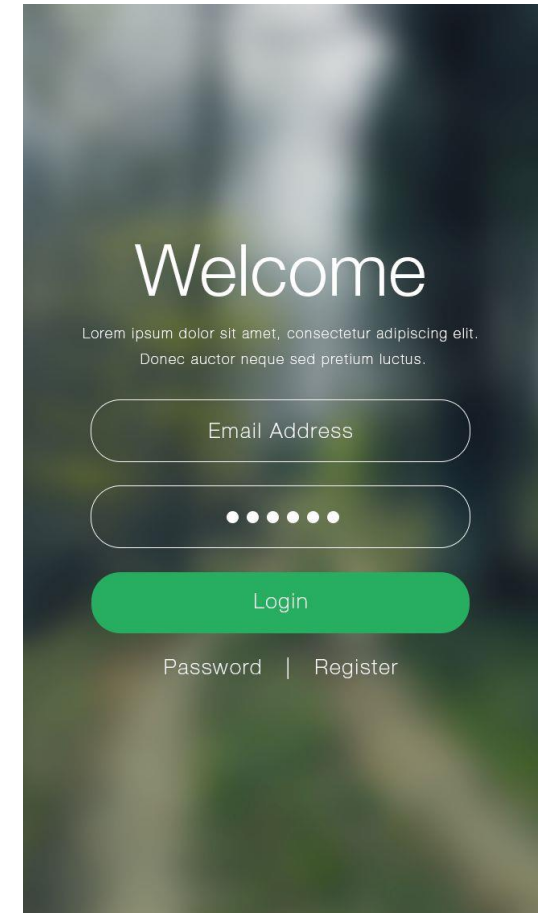 Welcome
Lorem ipsum dolor sit amet, consectetur adipiscing elit.
Donec auctor neque sed pretium luctus.
Email Address
●●●●●●
Login
Password | Register